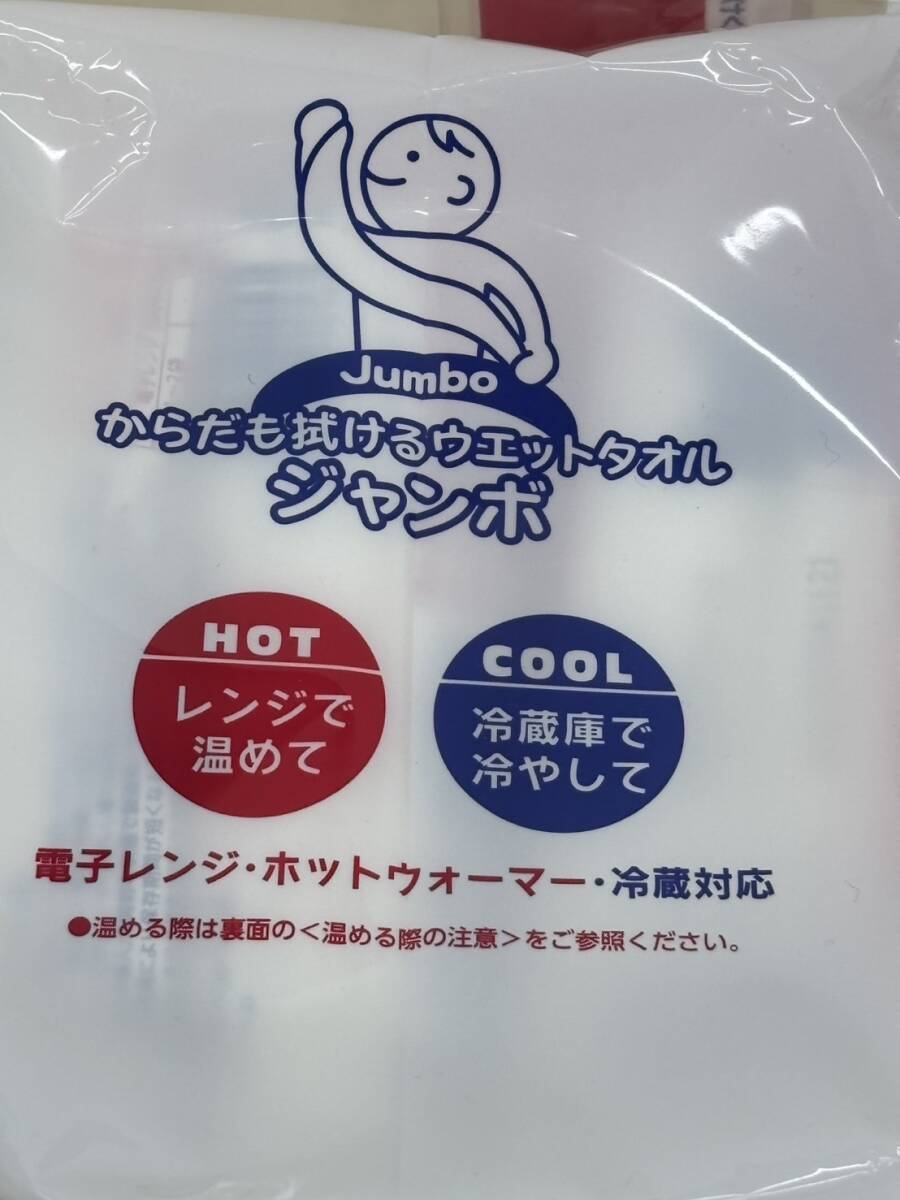 Jumbo
からだも拭けるウエットタオル
ジャンボ
HOT
レンジで
温めて
COOL
冷蔵庫で
冷やして
電子レンジ・ホットウォーマー・冷蔵対応
●温める際は裏面の＜温める際の注意＞をご参照ください。